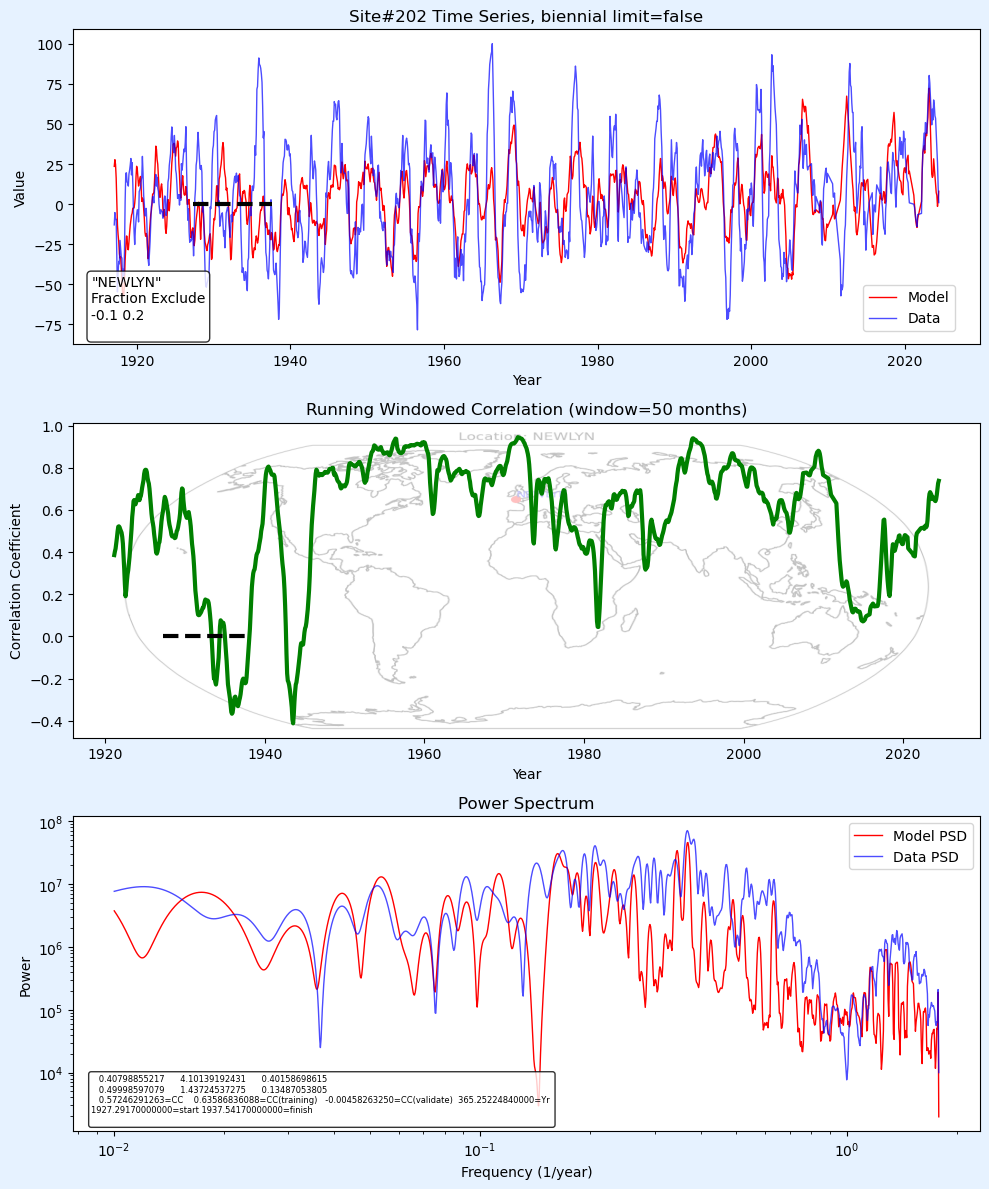 Site#202 Time Series, biennial limit=false
100
75
50
25
0
−25
−50
−75
Value
"NEWLYN"
Fraction Exclude
-0.1 0.2
Model
Data
1920 1940 1960 1980 2000 2020
Year
Running Windowed Correlation (window=50 months)
Location: NEWLYN
1.0
0.8
0.6
0.4
0.2
0.0
−0.2
−0.4
Correlation Coefficient
1920 1940 1960 1980 2000 2020
Year
Power Spectrum
10⁸
10⁷
10⁶
10⁵
10⁴
Power
Model PSD
Data PSD
0.40798855217 4.10139192431 0.40158698615
0.49998597079 1.43724537275 0.13487053805
0.57246291263=CC 0.63586836088=CC(training) -0.00458263250=CC(validate) 365.25224840000=Yr
1927.29170000000=start 1937.54170000000=finish
10⁻² 10⁻¹ 10⁰
Frequency (1/year)